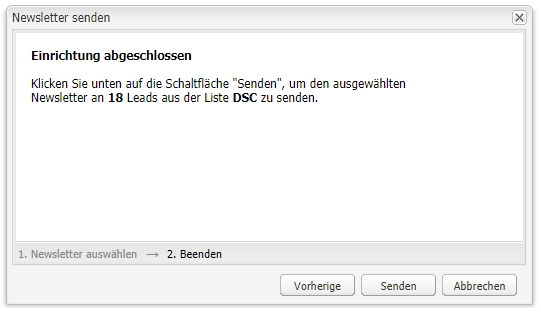 Newsletter senden
Einrichtung abgeschlossen
Klicken Sie unten auf die Schaltfläche "Senden", um den ausgewählten
Newsletter an 18 Leads aus der Liste DSC zu senden.
1. Newsletter auswählen → 2. Beenden
Vorherige Senden Abbrechen